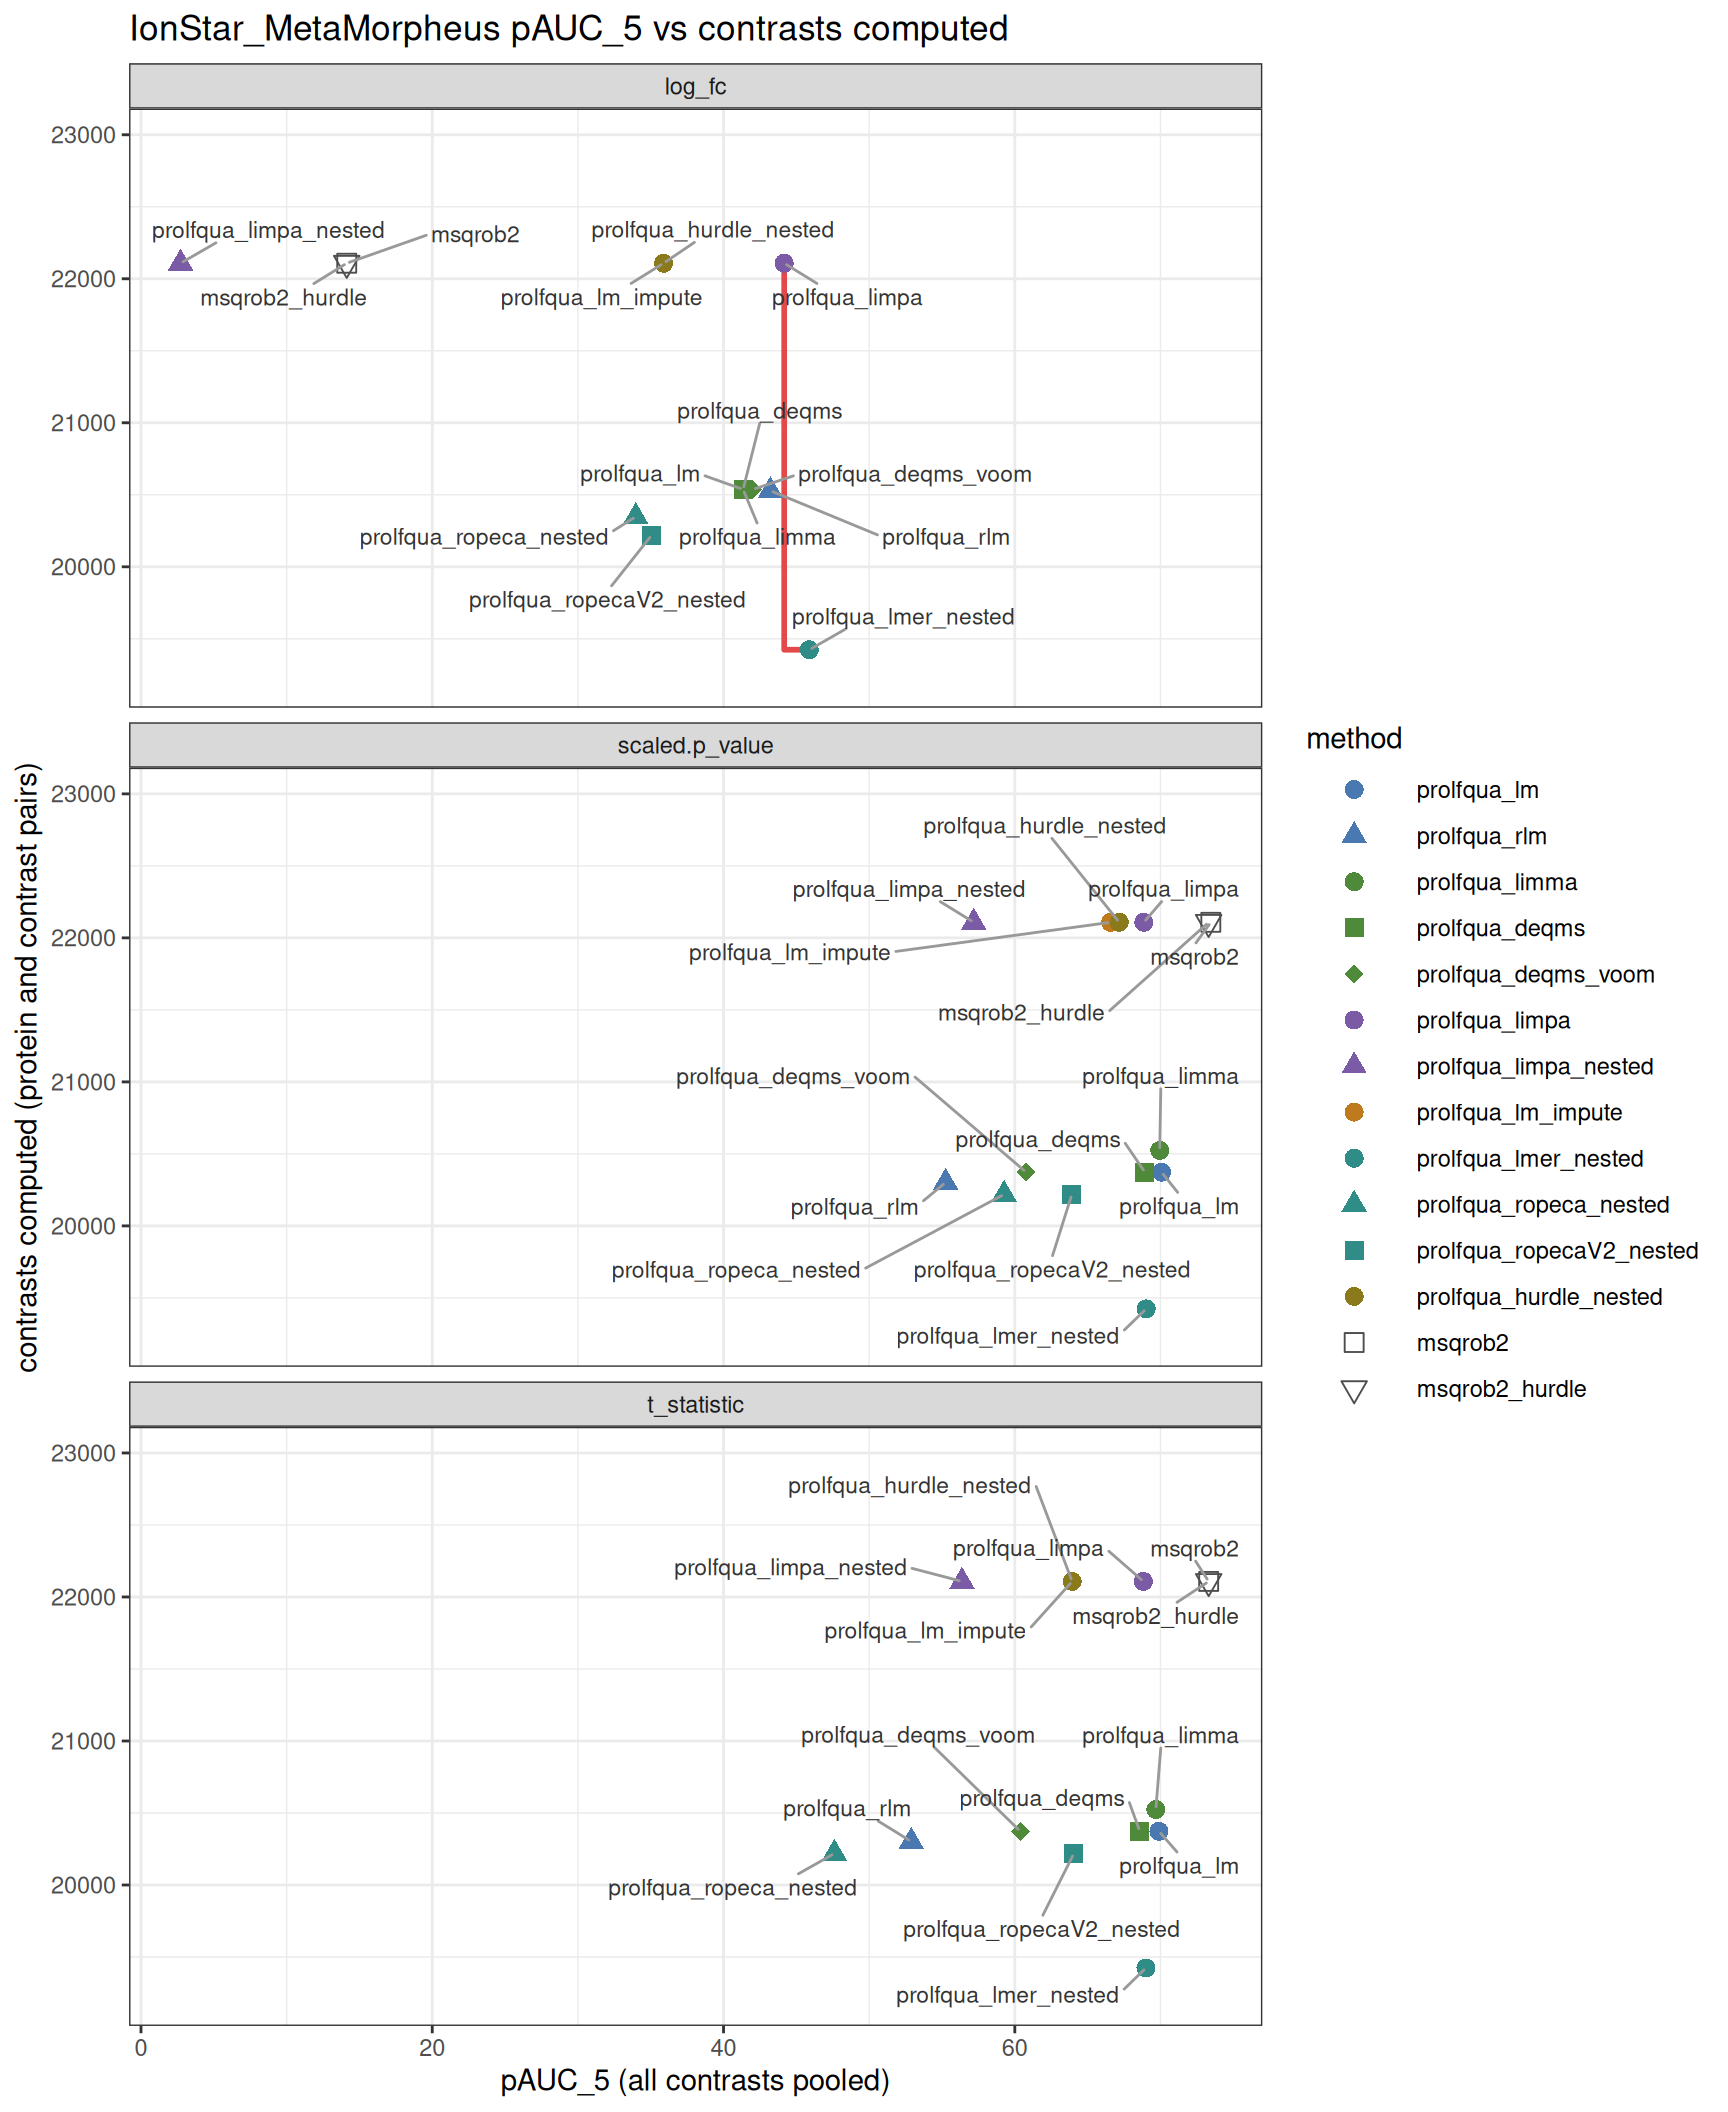 IonStar_MetaMorpheus pAUC_5 vs contrasts computed
log_fc
23000
22000
21000
20000
prolfqua_limpa_nested
msqrob2
prolfqua_hurdle_nested
msqrob2_hurdle
prolfqua_lm_impute
prolfqua_limpa
prolfqua_deqms
prolfqua_lm
prolfqua_deqms_voom
prolfqua_ropeca_nested
prolfqua_limma
prolfqua_rlm
prolfqua_ropecaV2_nested
prolfqua_lmer_nested
scaled.p_value
23000
22000
21000
20000
prolfqua_hurdle_nested
prolfqua_limpa_nested
prolfqua_limpa
prolfqua_lm_impute
msqrob2
msqrob2_hurdle
prolfqua_deqms_voom
prolfqua_limma
prolfqua_deqms
prolfqua_rlm
prolfqua_lm
prolfqua_ropeca_nested
prolfqua_ropecaV2_nested
prolfqua_lmer_nested
t_statistic
23000
22000
21000
20000
prolfqua_hurdle_nested
prolfqua_limpa
msqrob2
prolfqua_limpa_nested
msqrob2_hurdle
prolfqua_lm_impute
prolfqua_deqms_voom
prolfqua_limma
prolfqua_deqms
prolfqua_rlm
prolfqua_lm
prolfqua_ropeca_nested
prolfqua_ropecaV2_nested
prolfqua_lmer_nested
0
20
40
60
pAUC_5 (all contrasts pooled)
contrasts computed (protein and contrast pairs)
method
prolfqua_lm
prolfqua_rlm
prolfqua_limma
prolfqua_deqms
prolfqua_deqms_voom
prolfqua_limpa
prolfqua_limpa_nested
prolfqua_lm_impute
prolfqua_lmer_nested
prolfqua_ropeca_nested
prolfqua_ropecaV2_nested
prolfqua_hurdle_nested
msqrob2
msqrob2_hurdle